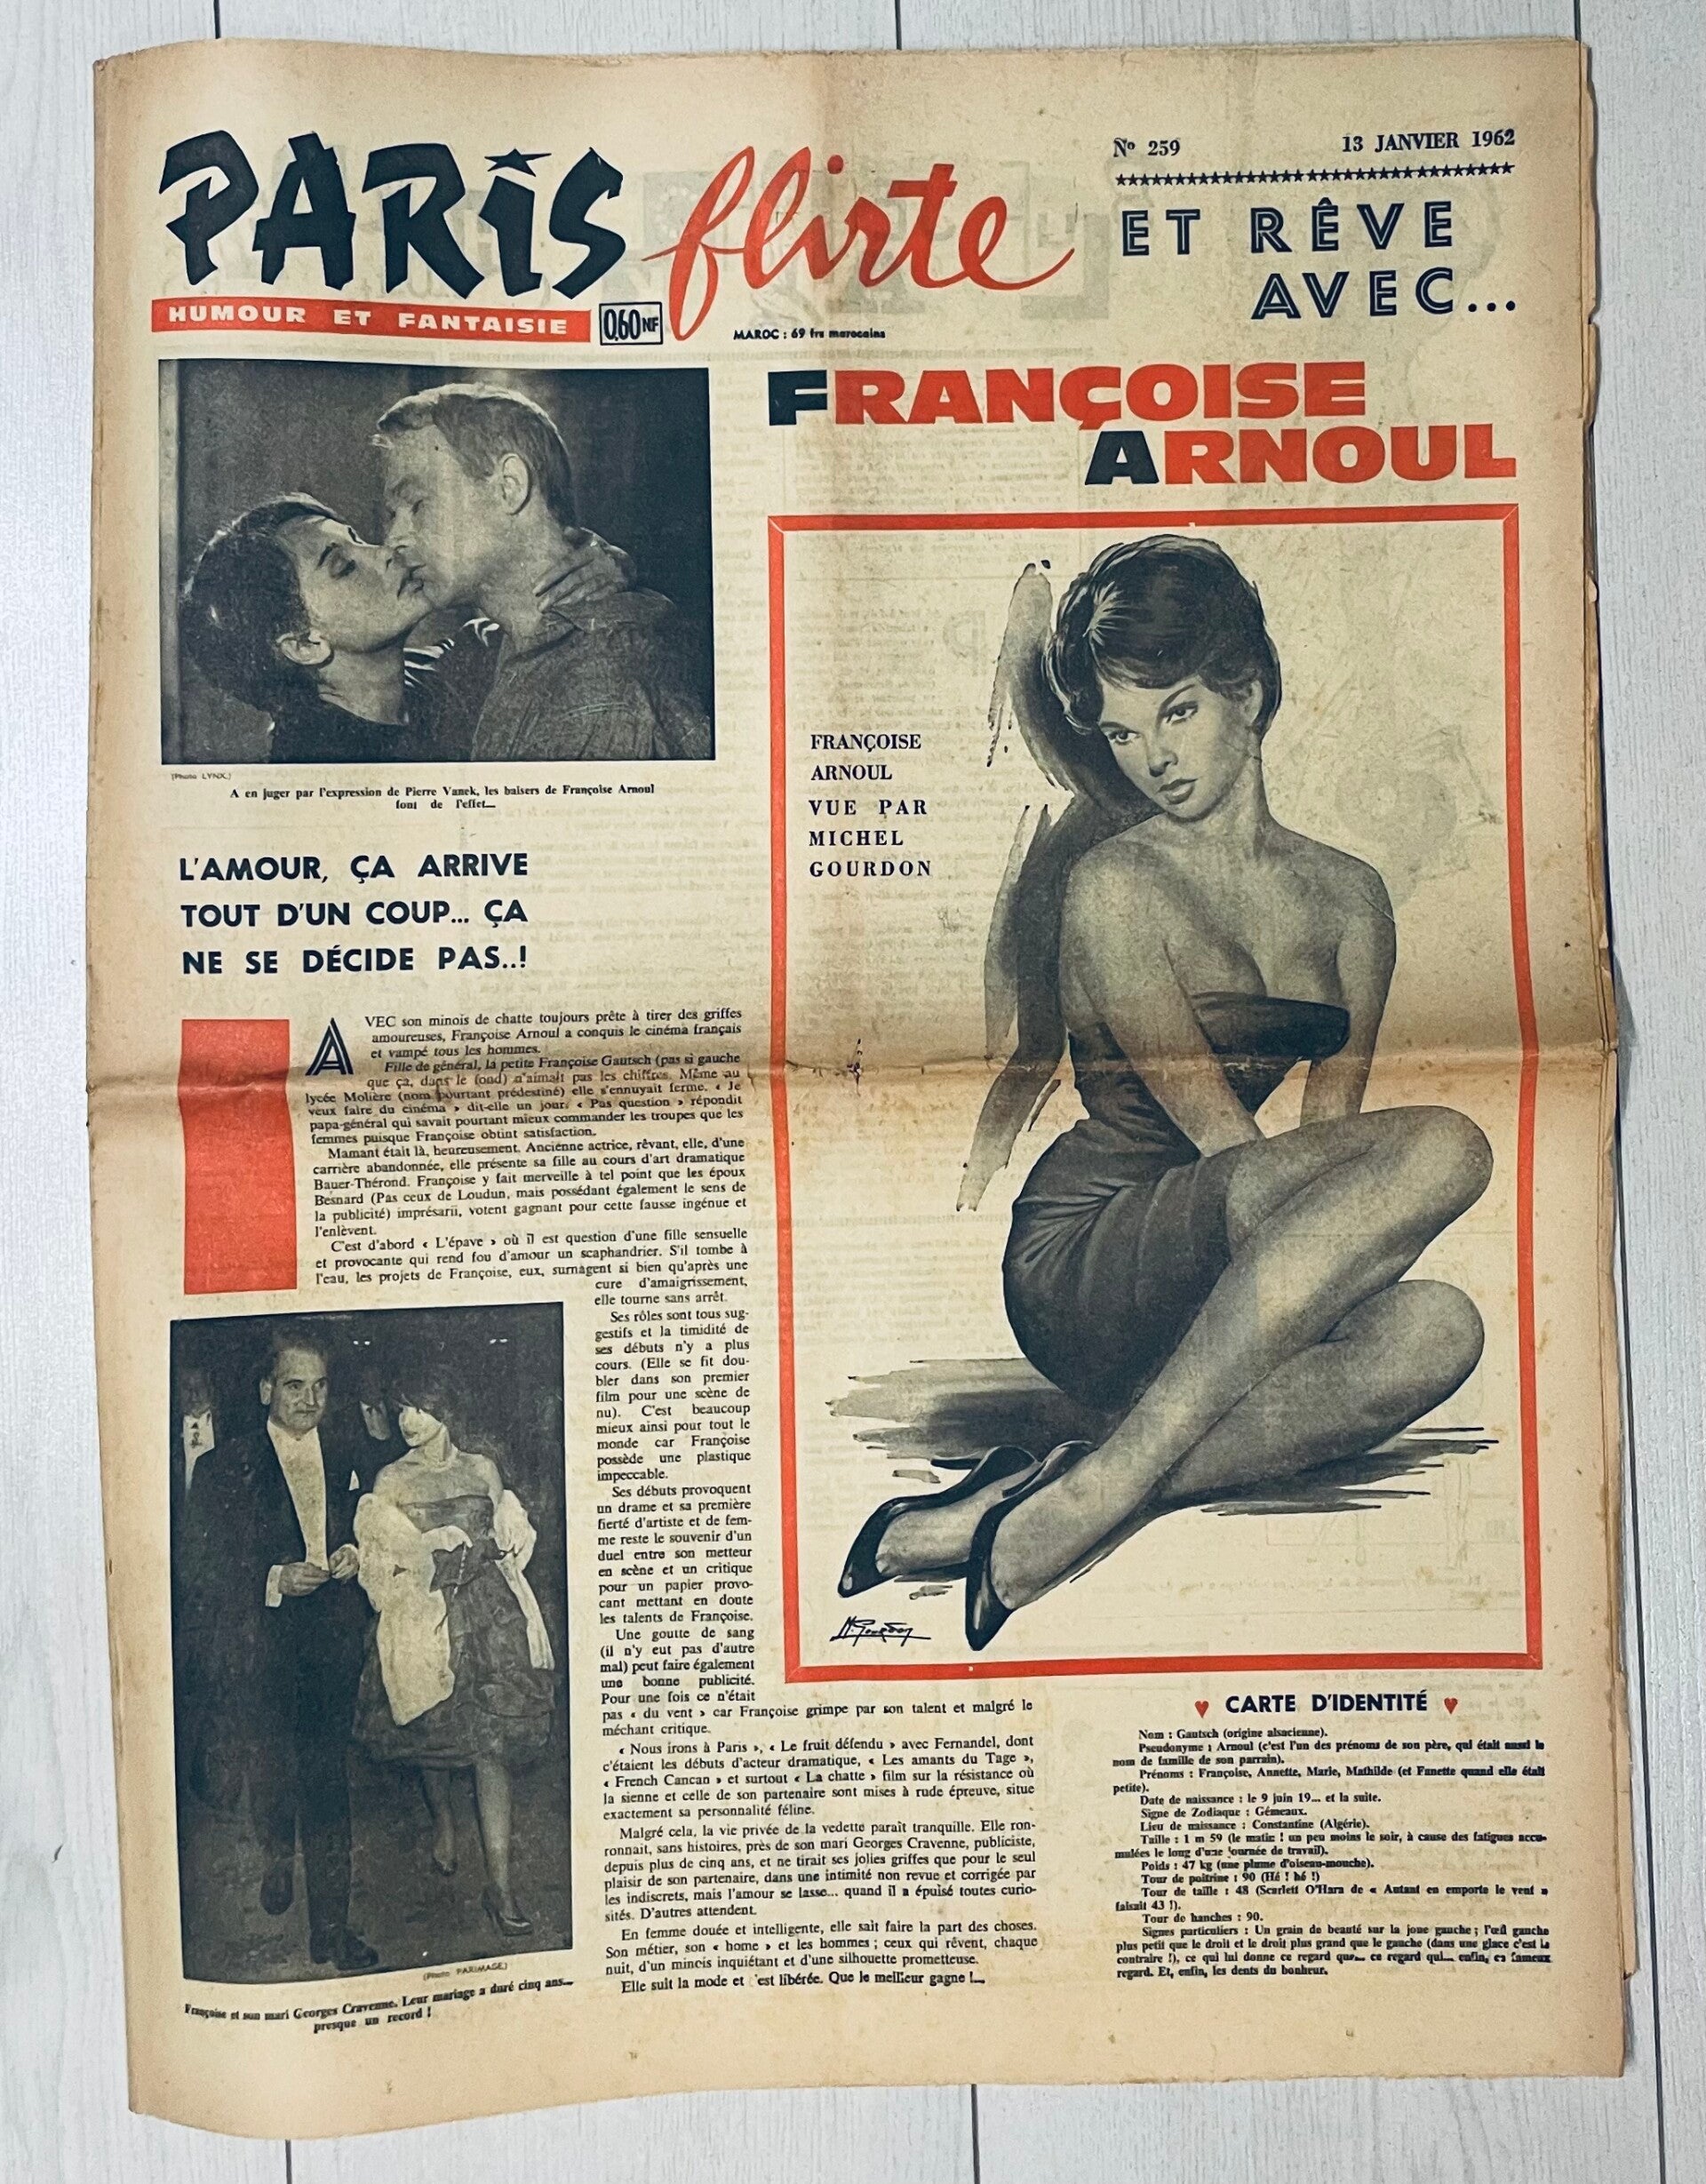 PARIS flirte
HUMOUR ET FANTAISIE
0,60 NF
MAROC : 69 frs marocains
Nº 259
13 JANVIER 1962
ET RÊVE
AVEC...
FRANÇOISE
ARNOUL
(Photo LYNX)
A en juger par l'expression de Pierre Vanek, les baisers de Françoise Arnoul
font de l'effet...
L'AMOUR, ÇA ARRIVE
TOUT D'UN COUP... ÇA
NE SE DÉCIDE PAS..!
AVEC son minois de chatte toujours prête à tirer des griffes
amoureuses, Françoise Arnoul a conquis le cinéma français
et vampé tous les hommes.
Fille de général, la petite Françoise Gautsch (pas si gauche
que ça, dans le fond) n'aimait pas les chiffres. Même au
lycée Molière (nom pourtant prédestiné) elle s'ennuyait ferme. « Je
veux faire du cinéma » dit-elle un jour. « Pas question » répondit
papa-général qui savait pourtant mieux commander les troupes que les
femmes puisque Françoise obtint satisfaction.
Mamant était là, heureusement. Ancienne actrice, rêvant, elle, d'une
carrière abandonnée, elle présente sa fille au cours d'art dramatique
Bauer-Thérond. Françoise y fait merveille à tel point que les époux
Besnard (Pas ceux de Loudun, mais possédant également le sens de
la publicité) imprésarii, votent gagnant pour cette fausse ingénue et
l'enlèvent.
C'est d'abord « L'épave » où il est question d'une fille sensuelle
et provocante qui rend fou d'amour un scaphandrier. S'il tombe à
l'eau, les projets de Françoise, eux, surnagent si bien qu'après une
cure d'amaigrissement,
elle tourne sans arrêt.
Ses rôles sont tous sug-
gestifs et la timidité de
ses débuts n'y a plus
cours. (Elle se fit dou-
bler dans son premier
film pour une scène de
nu). C'est beaucoup
mieux ainsi pour tout le
monde car Françoise
possède une plastique
impeccable.
Ses débuts provoquent
un drame et sa première
fierté d'artiste et de fem-
me reste le souvenir d'un
duel entre son metteur
en scène et un critique
pour un papier provo-
cant mettant en doute
les talents de Françoise.
Une goutte de sang
(il n'y eut pas d'autre
mal) peut faire également
une bonne publicité.
Pour une fois ce n'était
pas « du vent » car Françoise grimpe par son talent et malgré le
méchant critique.
« Nous irons à Paris », « Le fruit défendu » avec Fernandel, dont
c'étaient les débuts d'acteur dramatique, « Les amants du Tage »,
« French Cancan » et surtout « La chatte » film sur la résistance où
la sienne et celle de son partenaire sont mises à rude épreuve, situe
exactement sa personnalité féline.
Malgré cela, la vie privée de la vedette paraît tranquille. Elle ron-
ronnait, sans histoires, près de son mari Georges Cravenne, publiciste,
depuis plus de cinq ans, et ne tirait ses jolies griffes que pour le seul
plaisir de son partenaire, dans une intimité non revue et corrigée par
les indiscrets, mais l'amour se lasse... quand il a épuisé toutes curio-
sités. D'autres attendent.
En femme douée et intelligente, elle sait faire la part des choses.
Son métier, son « home » et les hommes ; ceux qui rêvent, chaque
nuit, d'un mincis inquiétant et d'une silhouette prometteuse.
Elle suit la mode et 'est libérée. Que le meilleur gagne !...
(Photo PARIMAGE)
Françoise et son mari Georges Cravenne. Leur mariage a duré cinq ans...
presque un record !
FRANÇOISE
ARNOUL
VUE PAR
MICHEL
GOURDON
M. Gourdon
♥ CARTE D'IDENTITÉ ♥
Nom : Gautsch (origine alsacienne).
Pseudonyme : Arnoul (c'est l'un des prénoms de son père, qui était aussi le
nom de famille de son parrain).
Prénoms : Françoise, Annette, Marie, Mathilde (et Fanette quand elle était
petite).
Date de naissance : le 9 juin 19... et la suite.
Signe de Zodiaque : Gémeaux.
Lieu de naissance : Constantine (Algérie).
Taille : 1 m 59 (le matin ! un peu moins le soir, à cause des fatigues accu-
mulées le long d'une journée de travail).
Poids : 47 kg (une plume d'oiseau-mouche).
Tour de poitrine : 90 (Hé ! hé !)
Tour de taille : 48 (Scarlett O'Hara de « Autant en emporte le vent »
faisait 43 !).
Tour de hanches : 90.
Signes particuliers : Un grain de beauté sur la joue gauche ; l'œil gauche
plus petit que le droit et le droit plus grand que le gauche (dans une glace c'est le
contraire !), ce qui lui donne ce regard que... ce regard qui... enfin, ce fameux
regard. Et, enfin, les dents du bonheur.